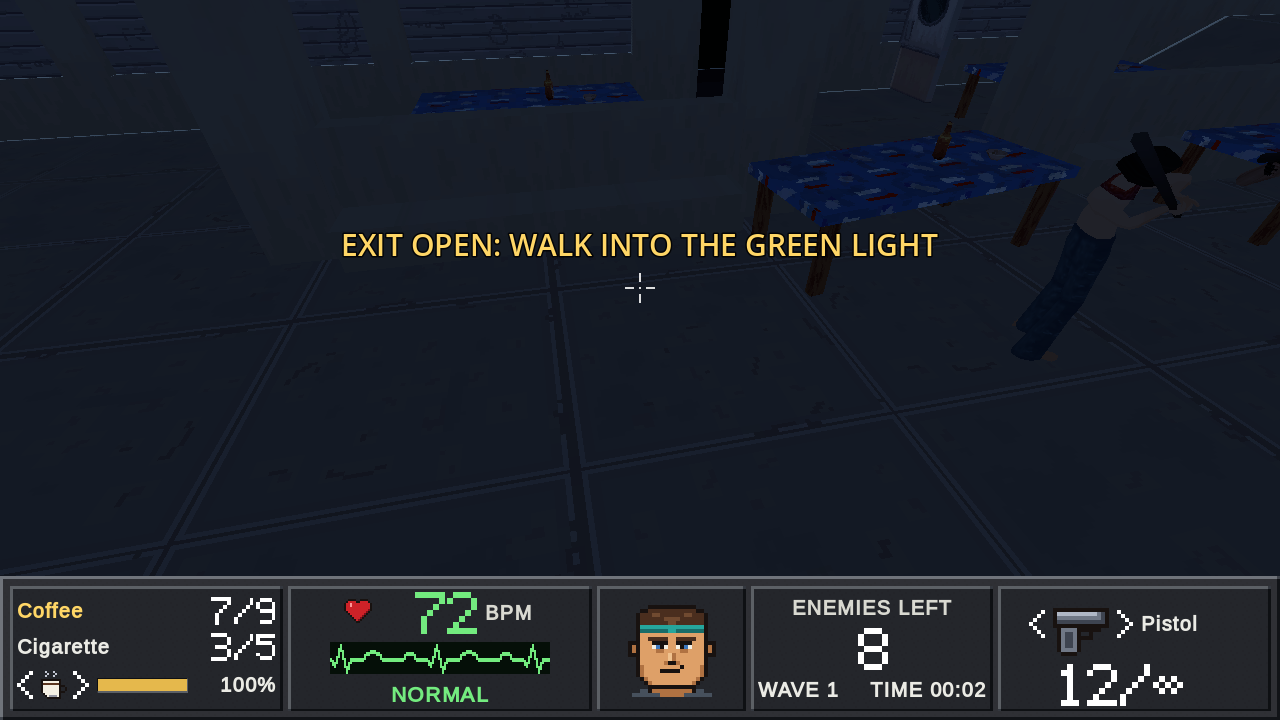 EXIT OPEN: WALK INTO THE GREEN LIGHT
Coffee 7/9
Cigarette 3/5
100%
72 BPM
NORMAL
ENEMIES LEFT
8
WAVE 1 TIME 00:02
Pistol
12/∞